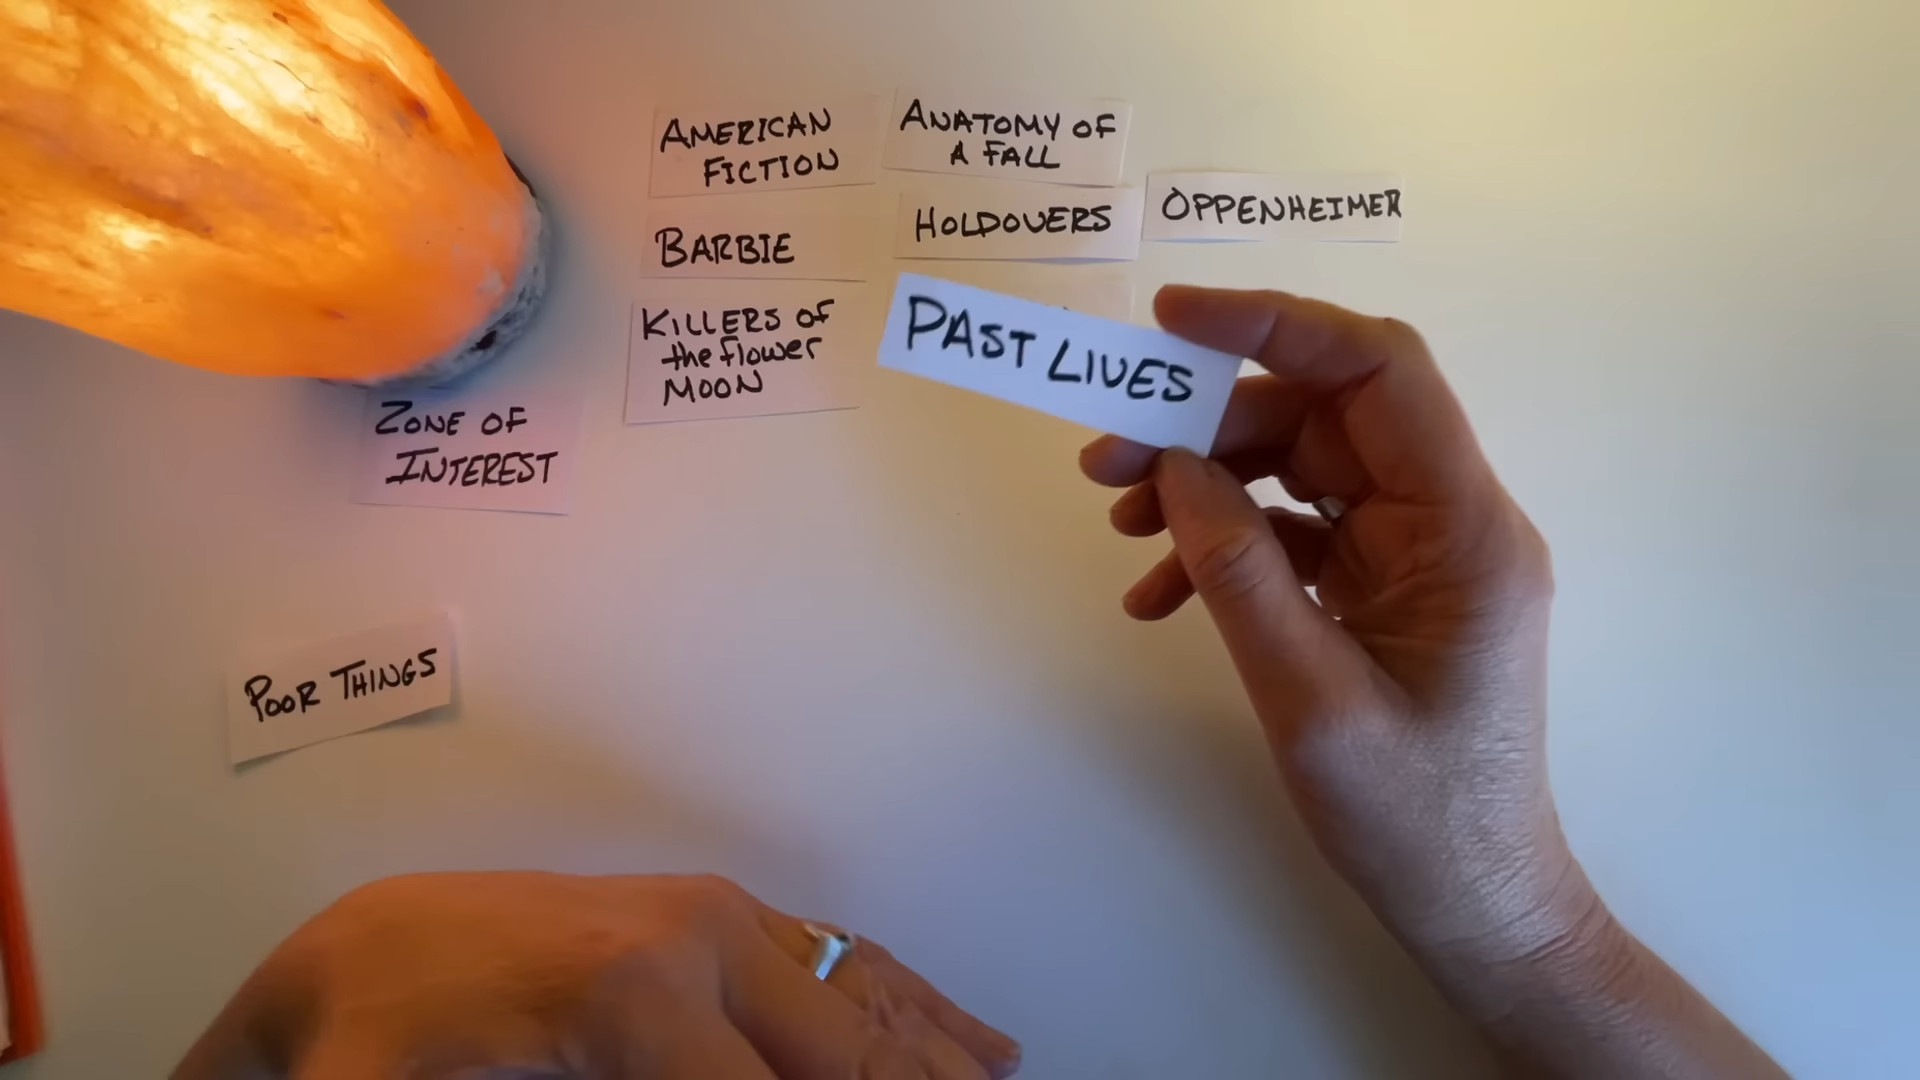 AMERICAN
FICTION
ANATOMY OF
A FALL
BARBIE
HOLDOVERS
OPPENHEIMER
KILLERS OF
the flower
MOON
PAST LIVES
ZONE OF
INTEREST
POOR THINGS